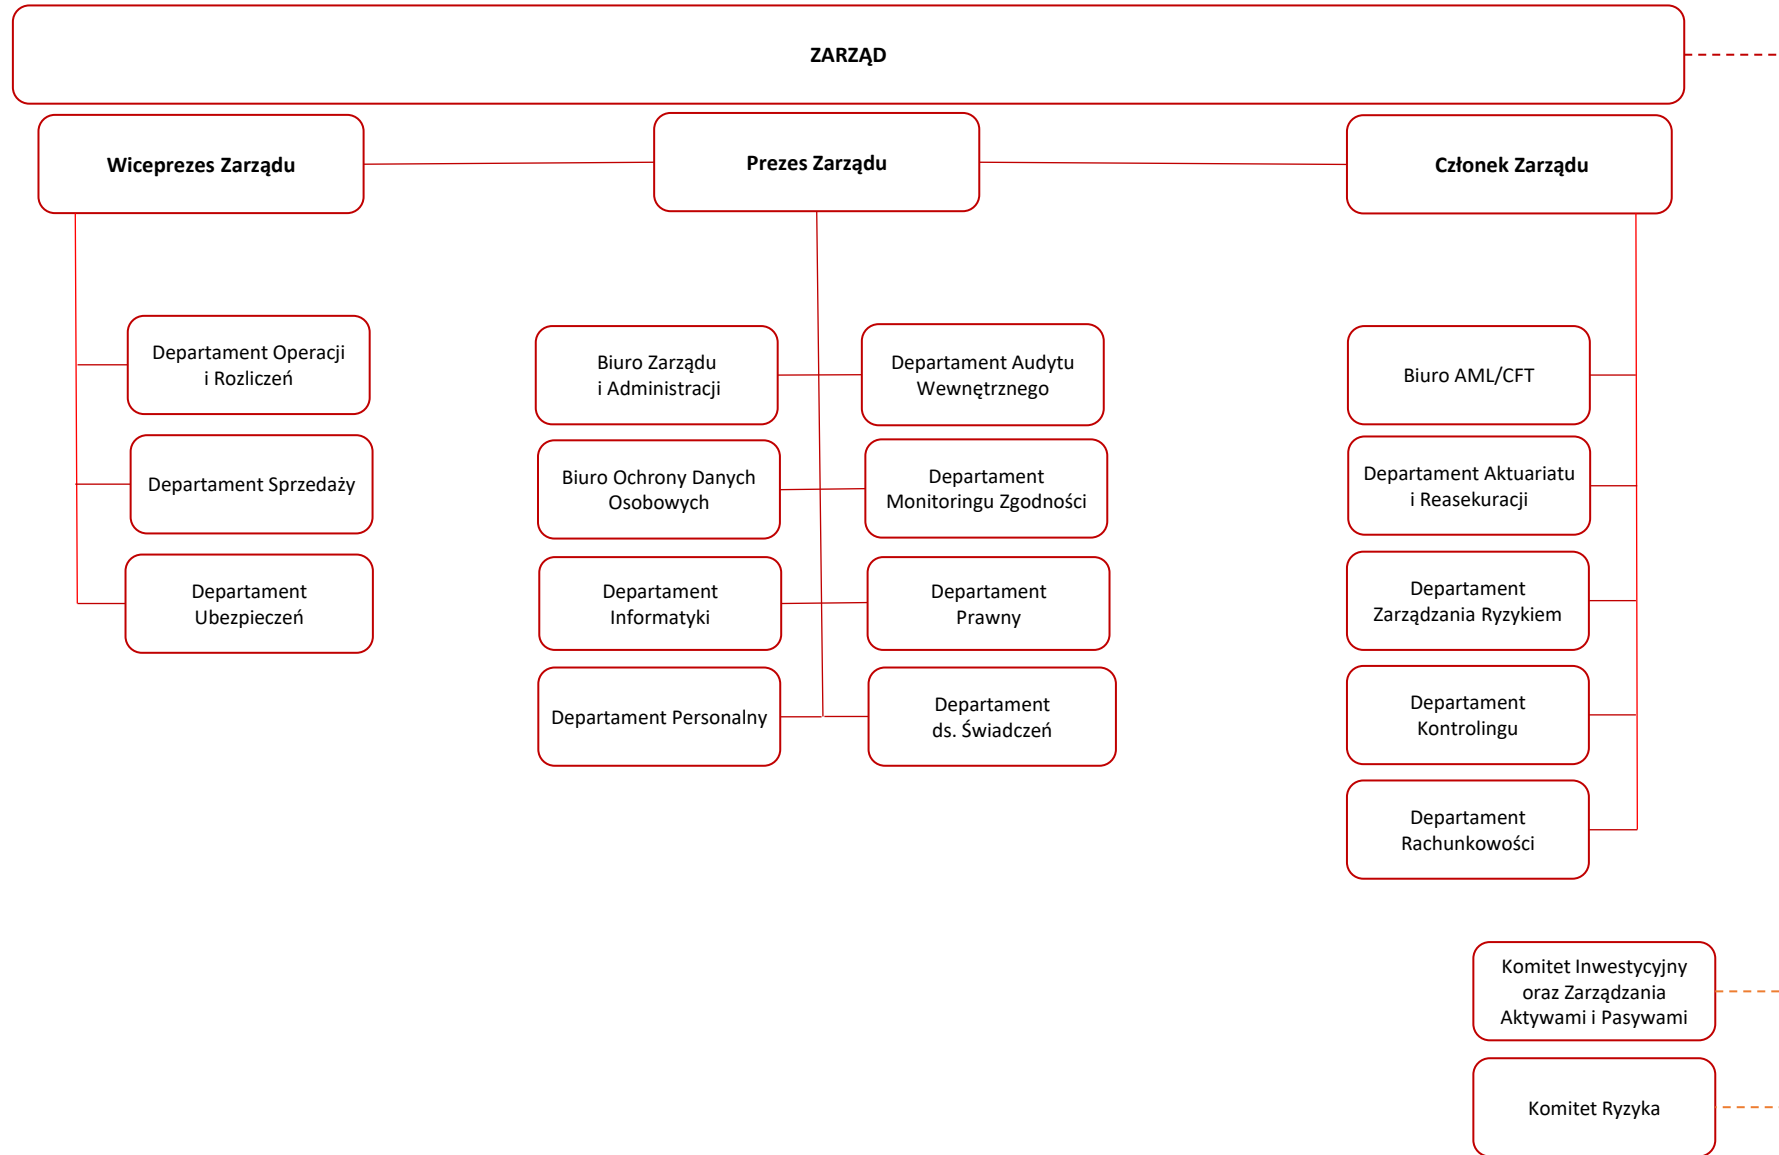 ZARZĄD
Wiceprezes Zarządu
Prezes Zarządu
Członek Zarządu
Departament Operacji
i Rozliczeń
Departament Sprzedaży
Departament
Ubezpieczeń
Biuro Zarządu
i Administracji
Departament Audytu
Wewnętrznego
Biuro Ochrony Danych
Osobowych
Departament
Monitoringu Zgodności
Departament
Informatyki
Departament
Prawny
Departament Personalny
Departament
ds. Świadczeń
Biuro AML/CFT
Departament Aktuariatu
i Reasekuracji
Departament
Zarządzania Ryzykiem
Departament
Kontrolingu
Departament
Rachunkowości
Komitet Inwestycyjny
oraz Zarządzania
Aktywami i Pasywami
Komitet Ryzyka